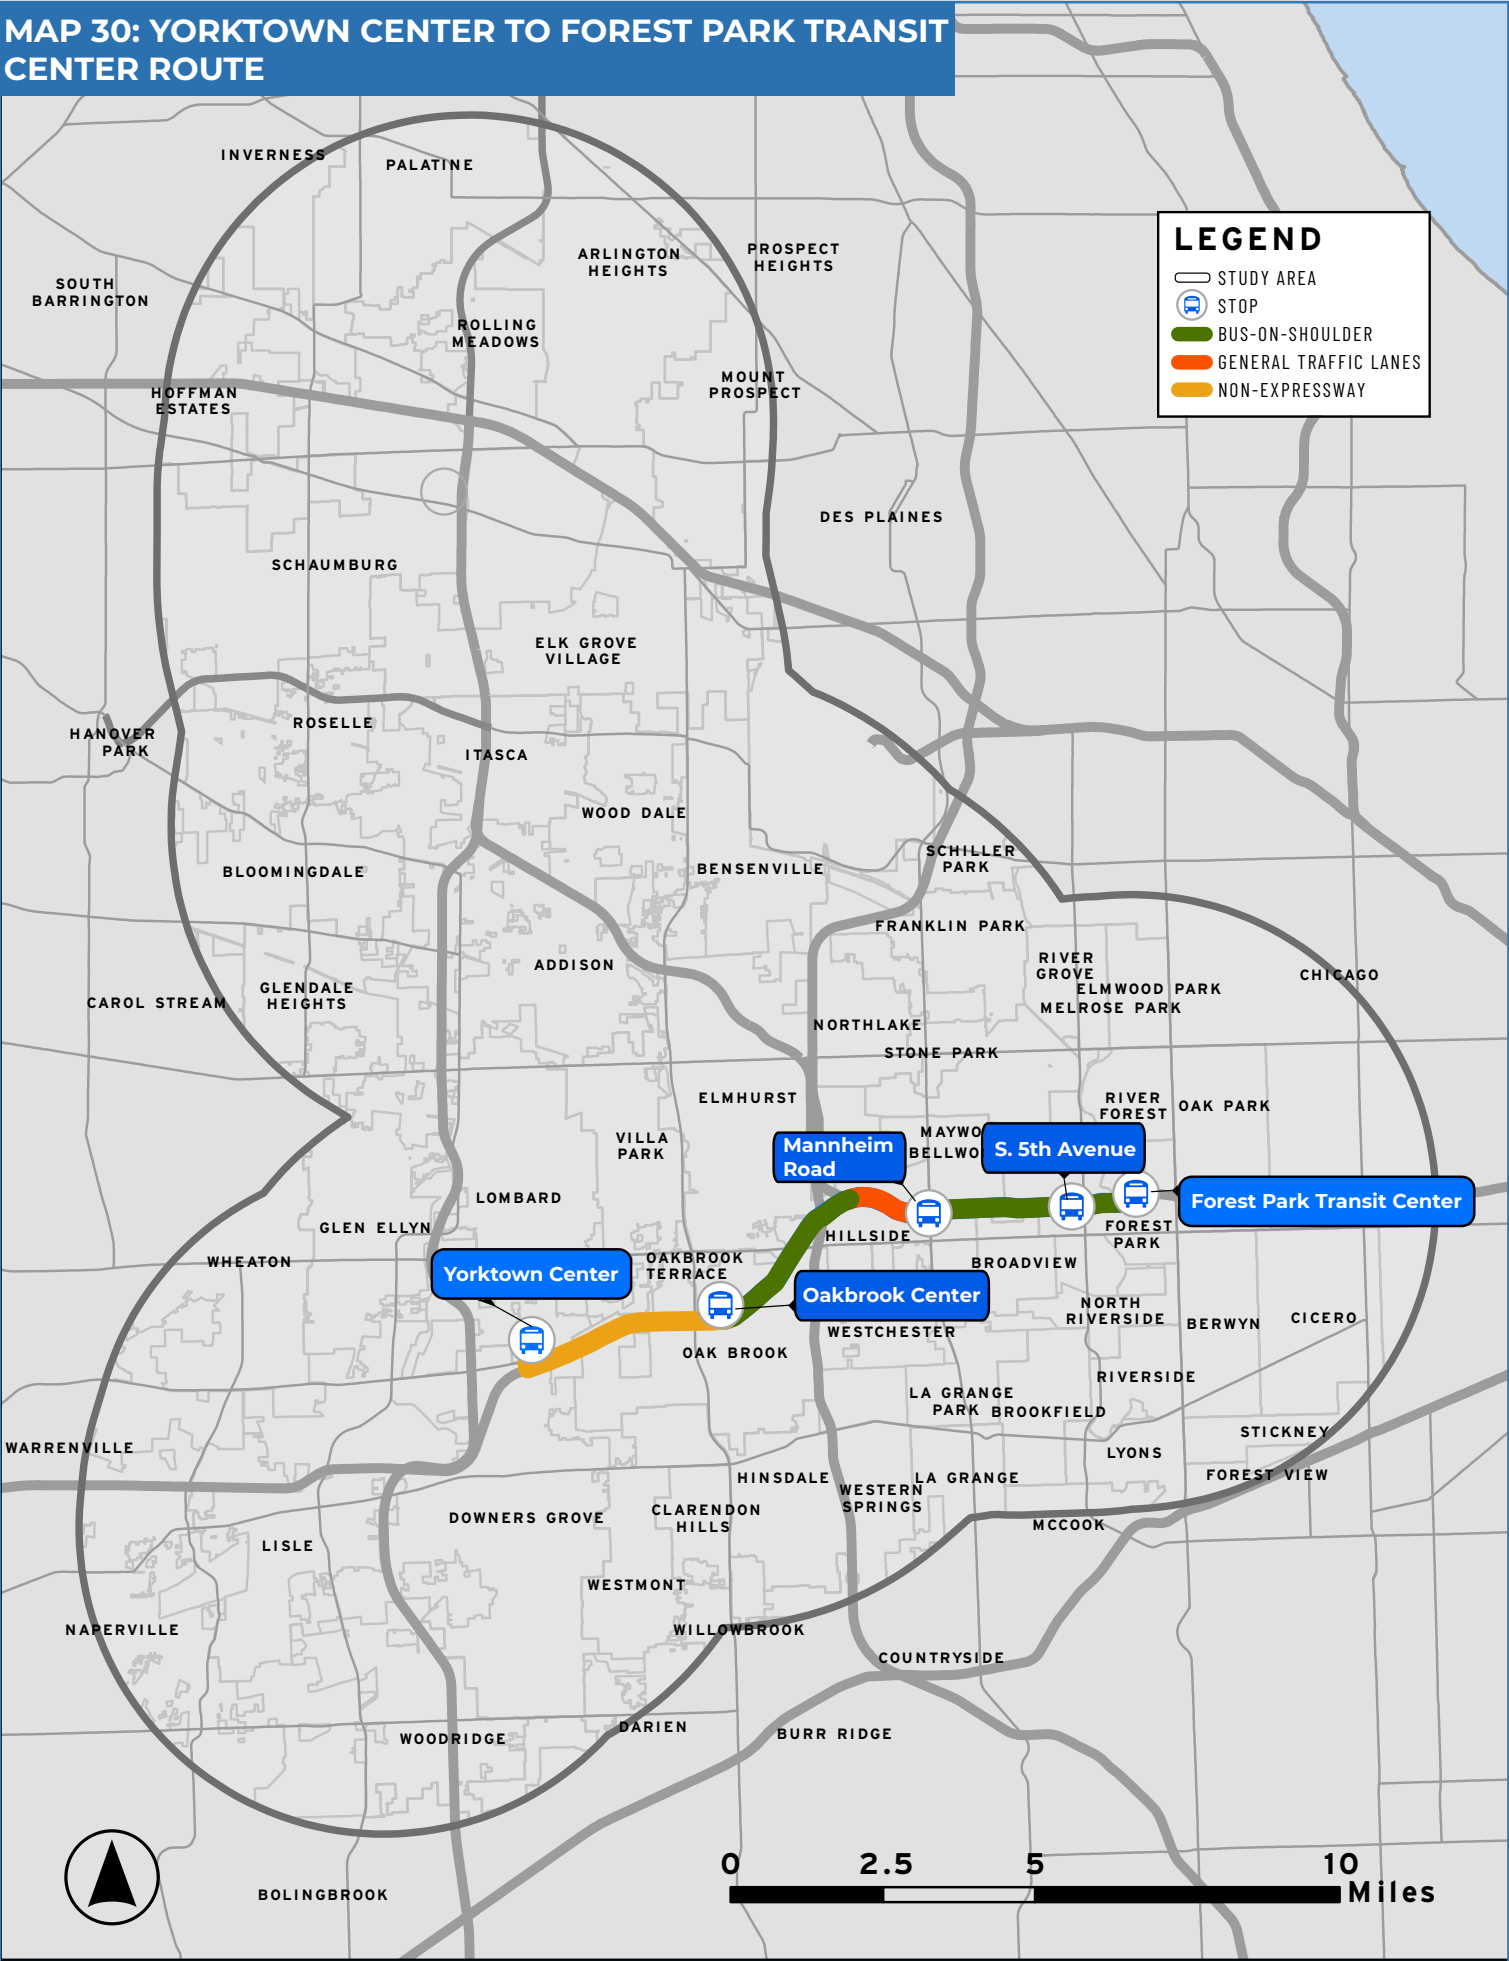 MAP 30: YORKTOWN CENTER TO FOREST PARK TRANSIT
CENTER ROUTE
INVERNESS
PALATINE
ARLINGTON
HEIGHTS
PROSPECT
HEIGHTS
LEGEND
STUDY AREA
STOP
BUS-ON-SHOULDER
GENERAL TRAFFIC LANES
NON-EXPRESSWAY
SOUTH
BARRINGTON
ROLLING
MEADOWS
MOUNT
PROSPECT
HOFFMAN
ESTATES
DES PLAINES
SCHAUMBURG
ELK GROVE
VILLAGE
ROSELLE
HANOVER
PARK
ITASCA
WOOD DALE
SCHILLER
PARK
BLOOMINGDALE
BENSENVILLE
FRANKLIN PARK
ADDISON
RIVER
GROVE
CHICAGO
ELMWOOD PARK
MELROSE PARK
CAROL STREAM
GLENDALE
HEIGHTS
NORTHLAKE
STONE PARK
ELMHURST
RIVER
FOREST
OAK PARK
VILLA
PARK
MAYWO
BELLWO
Mannheim
Road
S. 5th Avenue
Forest Park Transit Center
LOMBARD
GLEN ELLYN
HILLSIDE
FOREST
PARK
WHEATON
OAKBROOK
TERRACE
BROADVIEW
Yorktown Center
Oakbrook Center
NORTH
RIVERSIDE
BERWYN
CICERO
WESTCHESTER
OAK BROOK
RIVERSIDE
LA GRANGE
PARK
BROOKFIELD
STICKNEY
WARRENVILLE
LYONS
FOREST VIEW
HINSDALE
LA GRANGE
WESTERN
SPRINGS
DOWNERS GROVE
CLARENDON
HILLS
MCCOOK
LISLE
WESTMONT
NAPERVILLE
WILLOWBROOK
COUNTRYSIDE
DARIEN
BURR RIDGE
WOODRIDGE
BOLINGBROOK
0 2.5 5 10
Miles